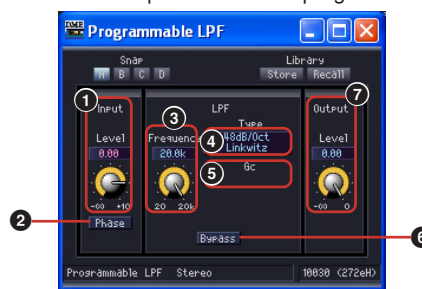 DME Programmable LPF
Snap
Library
A B C D
Store Recall
1
3
7
Input
LPF
Output
Type
Level
Frequency
4
48dB/Oct
Linkwitz
Level
0.00
20.0k
0.00
5
Gc
-∞ +10
20 20k
-∞ 0
2
Phase
Bypass
6
Programmable LPF Stereo
10030 (272eH)